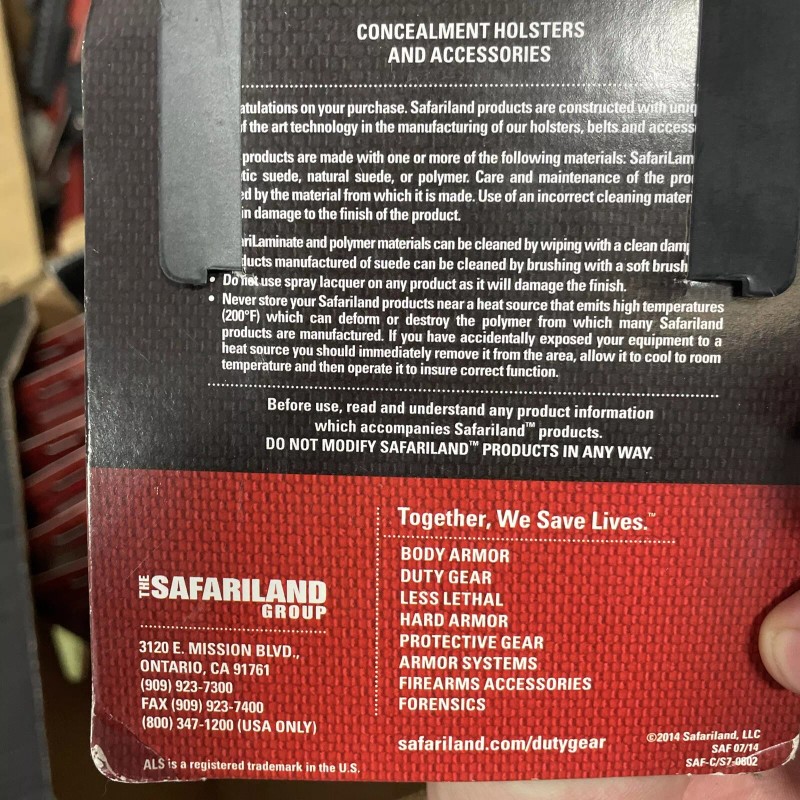 CONCEALMENT HOLSTERS
AND ACCESSORIES
on your purchase. Safariland products are constructed with
the art technology in the manufacturing of our holsters, belts and
products are made with one or more of the following materials:
suede, natural suede, or polymer. Care and maintenance of the
by the material from which it is made. Use of an incorrect cleaning
in damage to the finish of the product.
and polymer materials can be cleaned by wiping with a clean
manufactured of suede can be cleaned by brushing with a soft brush
• Do not use spray lacquer on any product as it will damage the finish.
• Never store your Safariland products near a heat source that emits high temperatures
(200°F) which can deform or destroy the polymer from which many Safariland
products are manufactured. If you have accidentally exposed your equipment to a
heat source you should immediately remove it from the area, allow it to cool to room
temperature and then operate it to insure correct function.
Before use, read and understand any product information
which accompanies Safariland™ products.
DO NOT MODIFY SAFARILAND™ PRODUCTS IN ANY WAY.
THE SAFARILAND
GROUP
3120 E. MISSION BLVD.,
ONTARIO, CA 91761
(909) 923-7300
FAX (909) 923-7400
(800) 347-1200 (USA ONLY)
ALS is a registered trademark in the U.S.
Together, We Save Lives.™
BODY ARMOR
DUTY GEAR
LESS LETHAL
HARD ARMOR
PROTECTIVE GEAR
ARMOR SYSTEMS
FIREARMS ACCESSORIES
FORENSICS
safariland.com/dutygear
©2014 Safariland, LLC
SAF 07/14
SAF-C/S7-0802